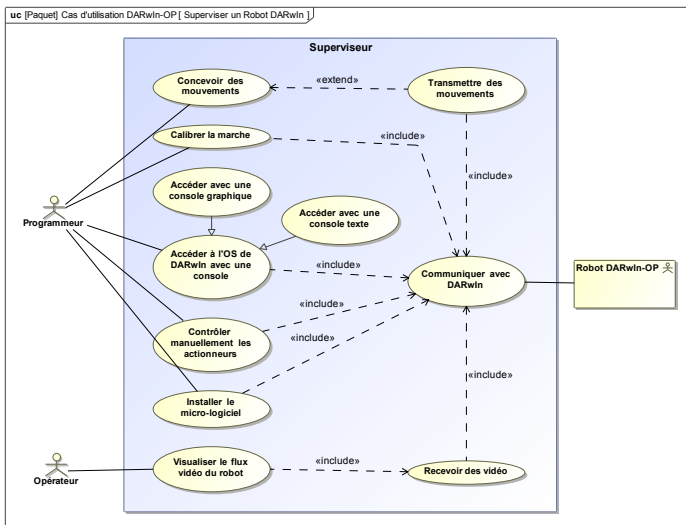 uc [Paquet] Cas d'utilisation DARwIn-OP [ Superviser un Robot DARwIn ]
Superviseur
Concevoir des
mouvements
«extend»
Transmettre des
mouvements
Calibrer la marche
«include»
«include»
Accéder avec une
console graphique
Accéder avec une
console texte
Programmeur
Accéder à l'OS de
DARwIn avec une
console
«include»
Communiquer avec
DARwIn
Robot DARwIn-OP
Contrôler
manuellement les
actionneurs
«include»
«include»
«include»
Installer le
micro-logiciel
Visualiser le flux
vidéo du robot
«include»
Recevoir des vidéo
Opérateur